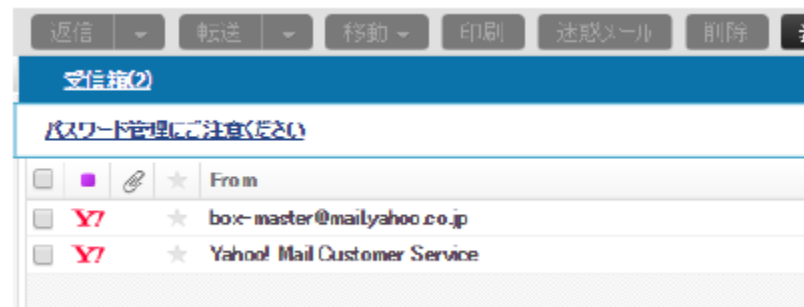 返信 転送 移動 印刷 迷惑メール 削除
受信箱(2)
パスワード管理にご注意ください
From
Y7 box-master@mail.yahoo.co.jp
Y7 Yahoo! Mail Customer Service